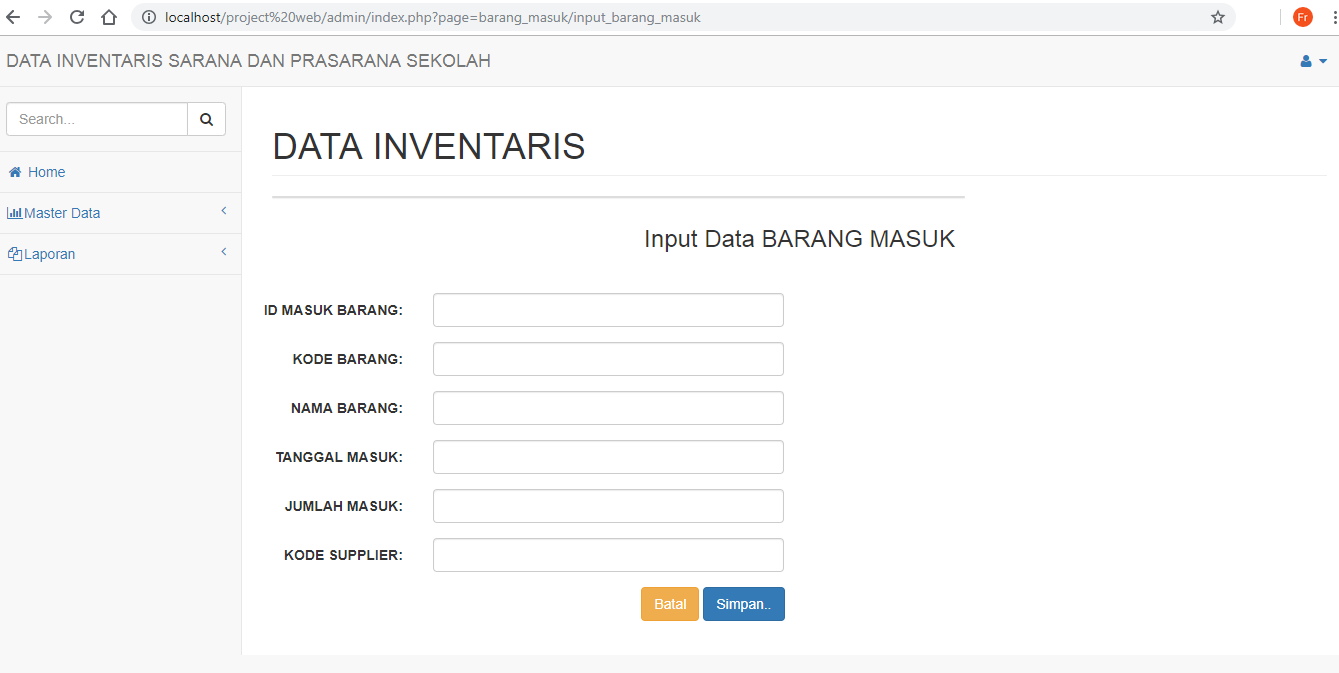 localhost/project%20web/admin/index.php?page=barang_masuk/input_barang_masuk
Fr
DATA INVENTARIS SARANA DAN PRASARANA SEKOLAH
Search...
Home
Master Data
Laporan
DATA INVENTARIS
Input Data BARANG MASUK
ID MASUK BARANG:
KODE BARANG:
NAMA BARANG:
TANGGAL MASUK:
JUMLAH MASUK:
KODE SUPPLIER:
Batal Simpan..